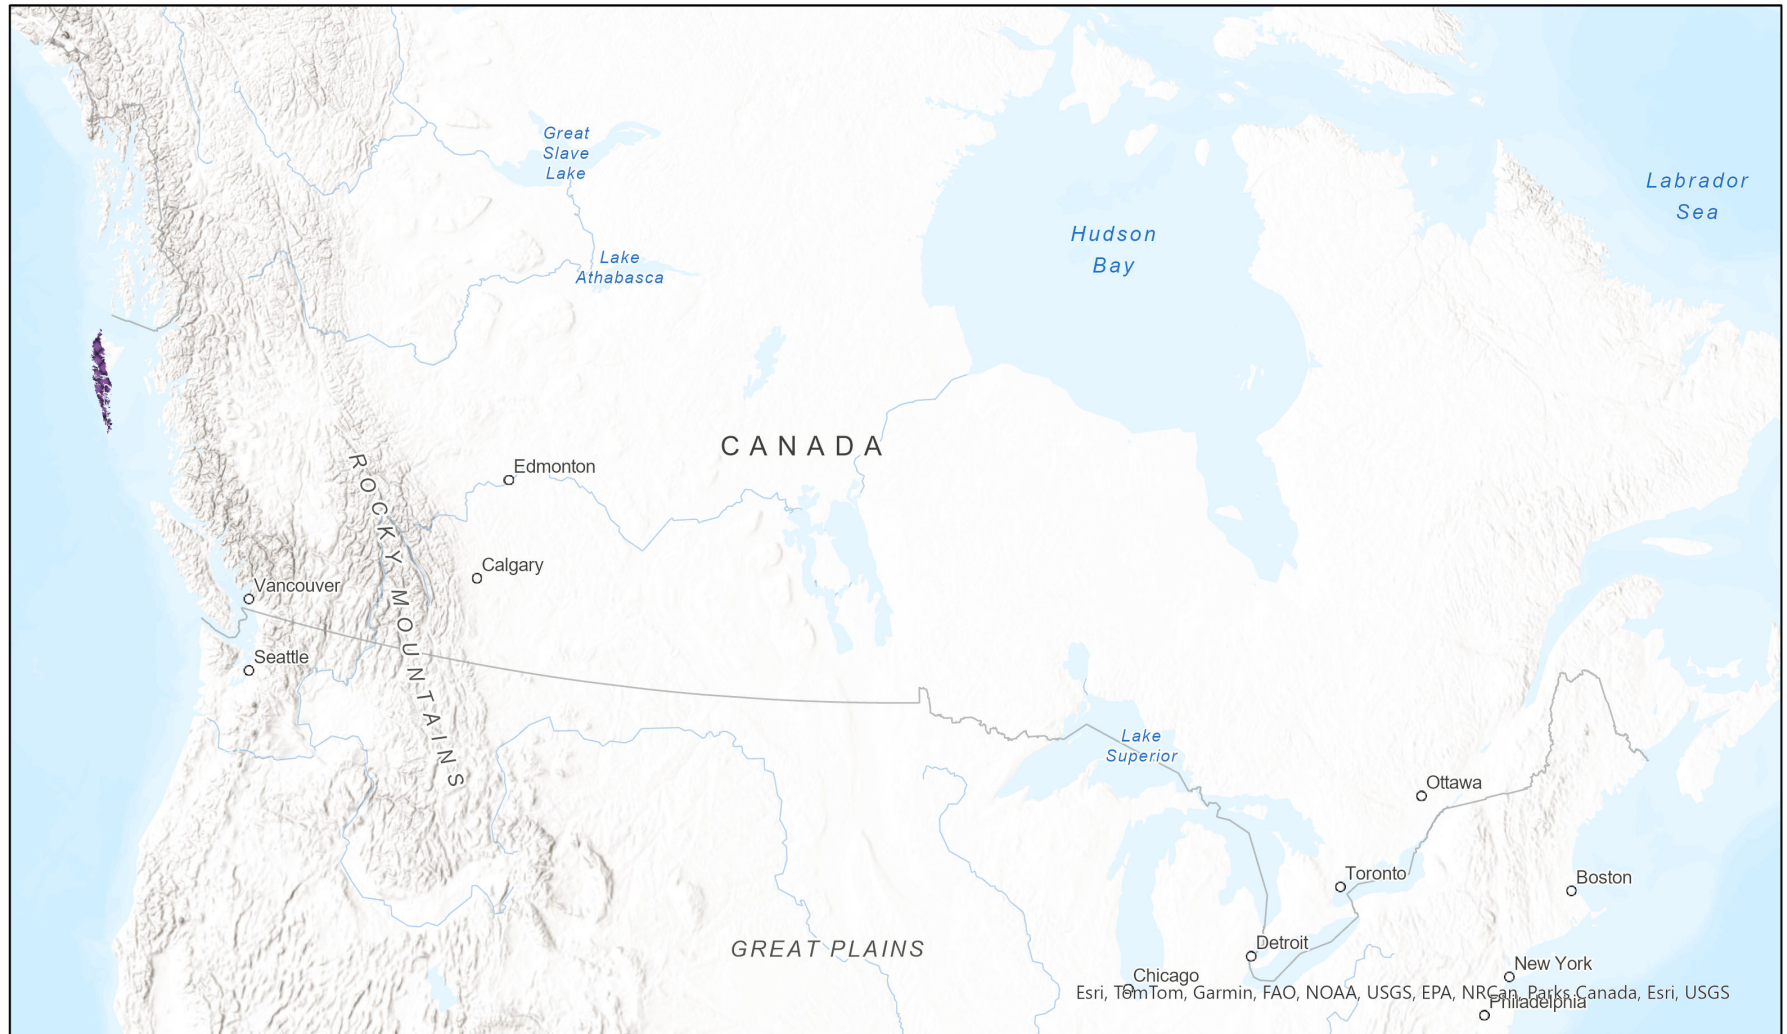 Great
Slave
Lake
Labrador
Sea
Hudson
Bay
Lake
Athabasca
CANADA
Edmonton
ROCKY MOUNTAINS
Calgary
Vancouver
Seattle
Lake
Superior
Ottawa
Toronto
Boston
GREAT PLAINS
Detroit
New York
Chicago
Esri, TomTom, Garmin, FAO, NOAA, USGS, EPA, NRCan, Parks Canada, Esri, USGS
Philadelphia